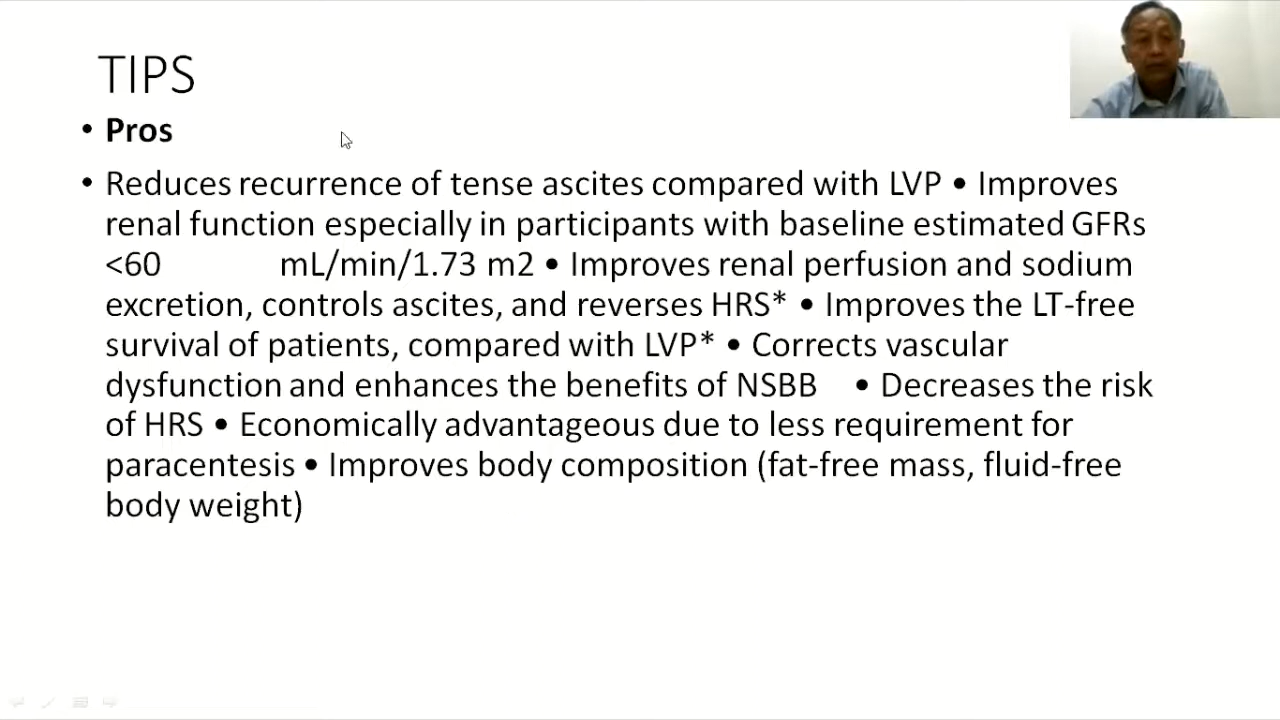 TIPS
• Pros
• Reduces recurrence of tense ascites compared with LVP • Improves
renal function especially in participants with baseline estimated GFRs
<60 mL/min/1.73 m2 • Improves renal perfusion and sodium
excretion, controls ascites, and reverses HRS* • Improves the LT-free
survival of patients, compared with LVP* • Corrects vascular
dysfunction and enhances the benefits of NSBB • Decreases the risk
of HRS • Economically advantageous due to less requirement for
paracentesis • Improves body composition (fat-free mass, fluid-free
body weight)